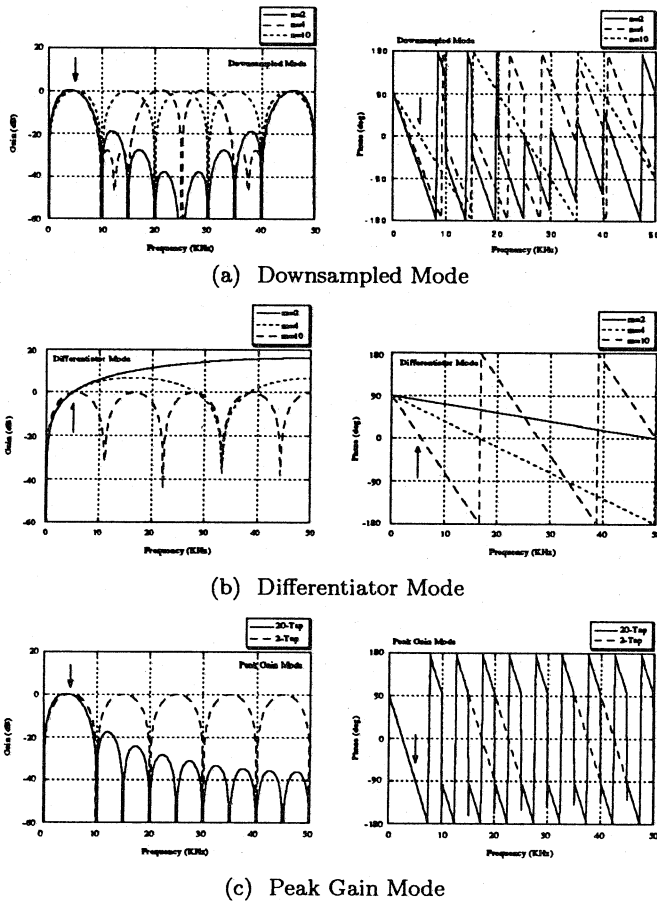 n=2
n=4
n=10
Downsampled Mode
20
0
-20
-40
-60
Gain (dB)
0 10 20 30 40 50
Frequency (KHz)
n=2
n=4
n=10
Downsampled Mode
180
90
0
-90
-180
Phase (deg)
0 10 20 30 40 50
Frequency (KHz)
(a) Downsampled Mode
m=2
m=4
m=10
Differentiator Mode
20
0
-20
-40
-60
Gain (dB)
0 10 20 30 40 50
Frequency (KHz)
m=2
m=4
m=10
Differentiator Mode
180
90
0
-90
-180
Phase (deg)
0 10 20 30 40 50
Frequency (KHz)
(b) Differentiator Mode
20-Tap
2-Tap
Peak Gain Mode
20
0
-20
-40
-60
Gain (dB)
0 10 20 30 40 50
Frequency (KHz)
20-Tap
2-Tap
Peak Gain Mode
180
90
0
-90
-180
Phase (deg)
0 10 20 30 40 50
Frequency (KHz)
(c) Peak Gain Mode